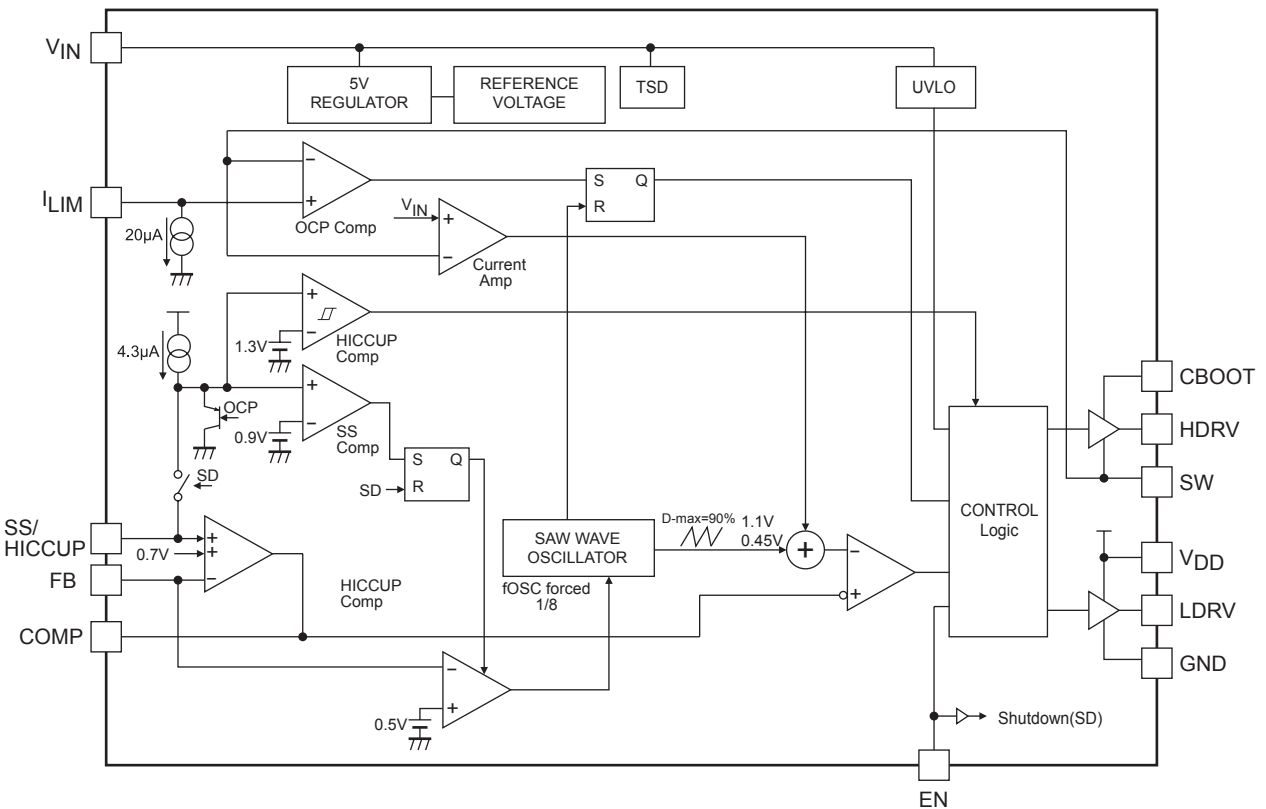 VIN
5V
REGULATOR
REFERENCE
VOLTAGE
TSD
UVLO
ILIM
20µA
−
+
OCP Comp
VIN
+
−
Current
Amp
S Q
R
4.3µA
+
−
1.3V
HICCUP
Comp
OCP
+
−
0.9V
SS
Comp
SD
S Q
SD R
SS/
HICCUP
0.7V
+
+
−
FB
COMP
HICCUP
Comp
−
+
0.5V
SAW WAVE
OSCILLATOR
fOSC forced
1/8
D-max=90%
1.1V
0.45V
+
−
+
CONTROL
Logic
CBOOT
HDRV
SW
VDD
LDRV
GND
Shutdown(SD)
EN